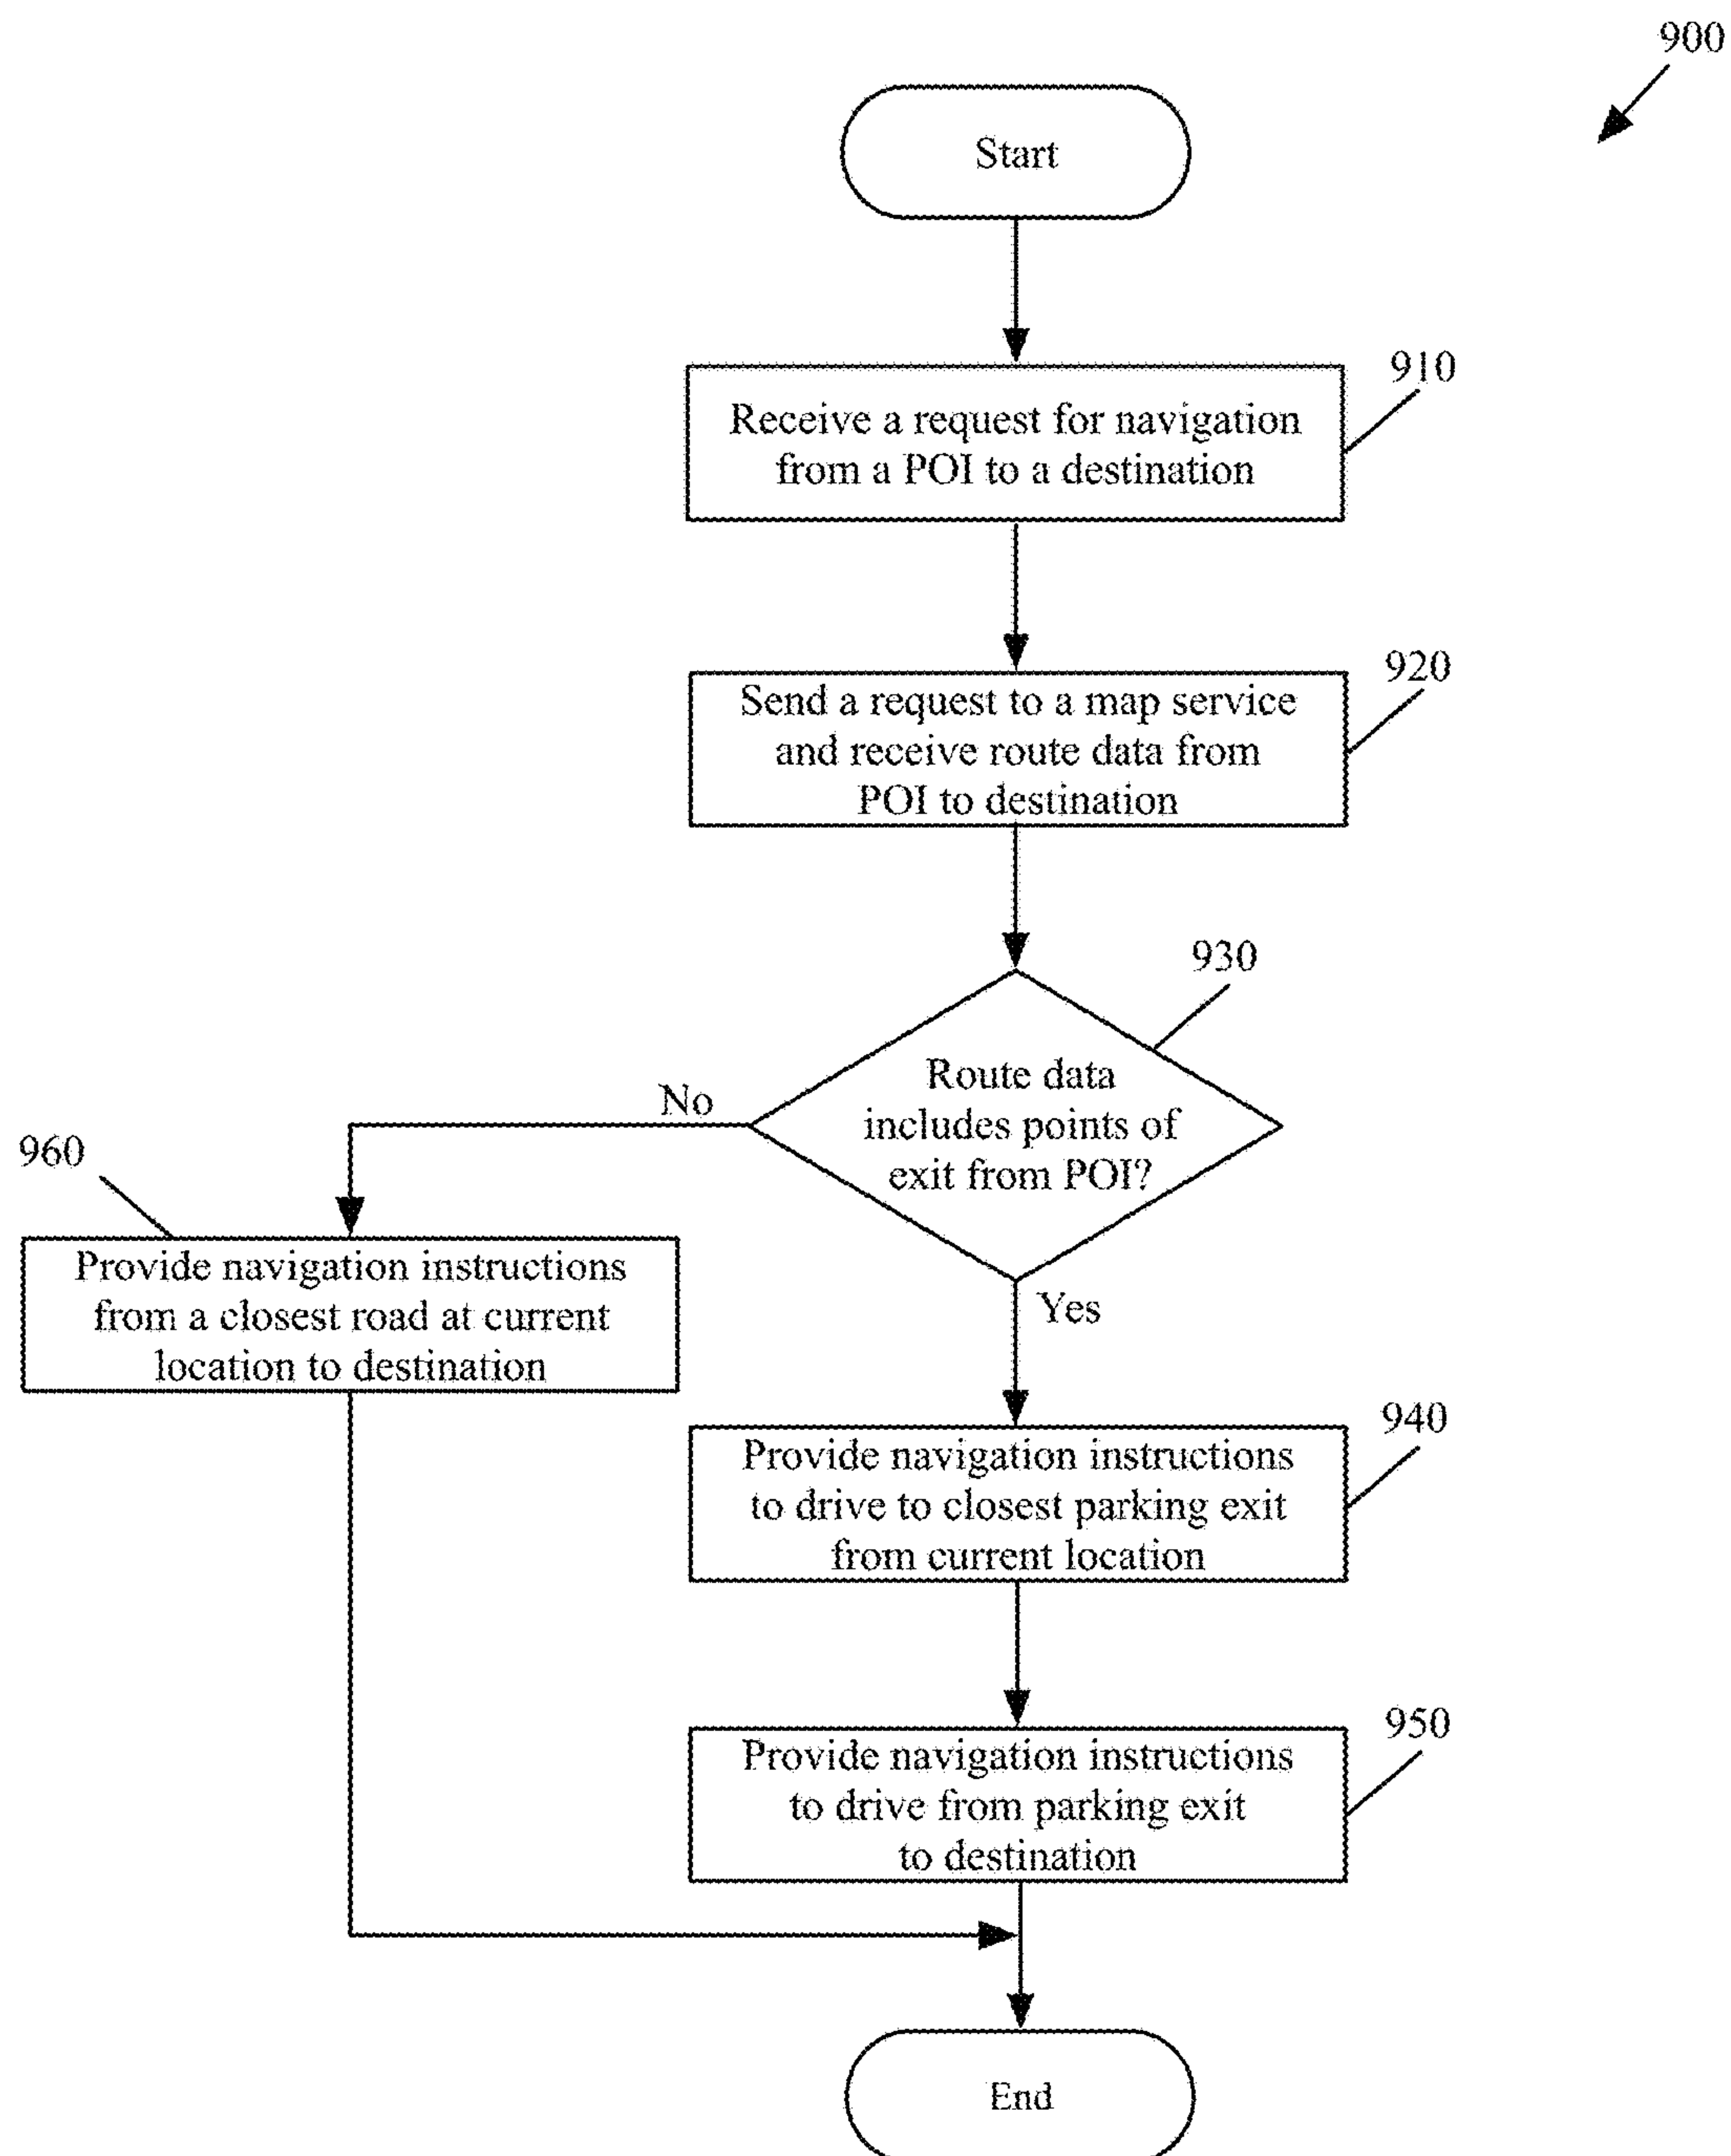 900
Start
910
Receive a request for navigation
from a POI to a destination
920
Send a request to a map service
and receive route data from
POI to destination
930
Route data
includes points of
exit from POI?
No
Yes
960
Provide navigation instructions
from a closest road at current
location to destination
940
Provide navigation instructions
to drive to closest parking exit
from current location
950
Provide navigation instructions
to drive from parking exit
to destination
End